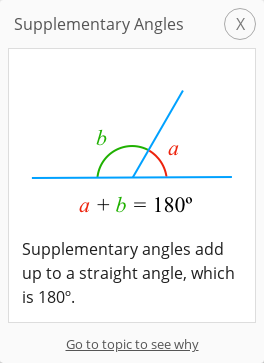 Supplementary Angles X
b
a
a + b = 180º
Supplementary angles add
up to a straight angle, which
is 180º.
Go to topic to see why